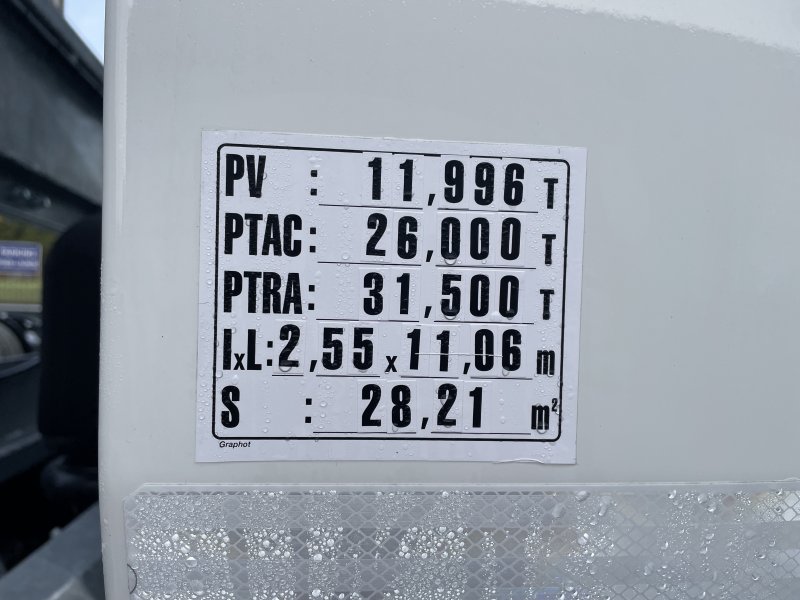 PV : 11,996 T
PTAC: 26,000 T
PTRA: 31,500 T
lxL: 2,55 x 11,06 m
S : 28,21 m²
Graphot